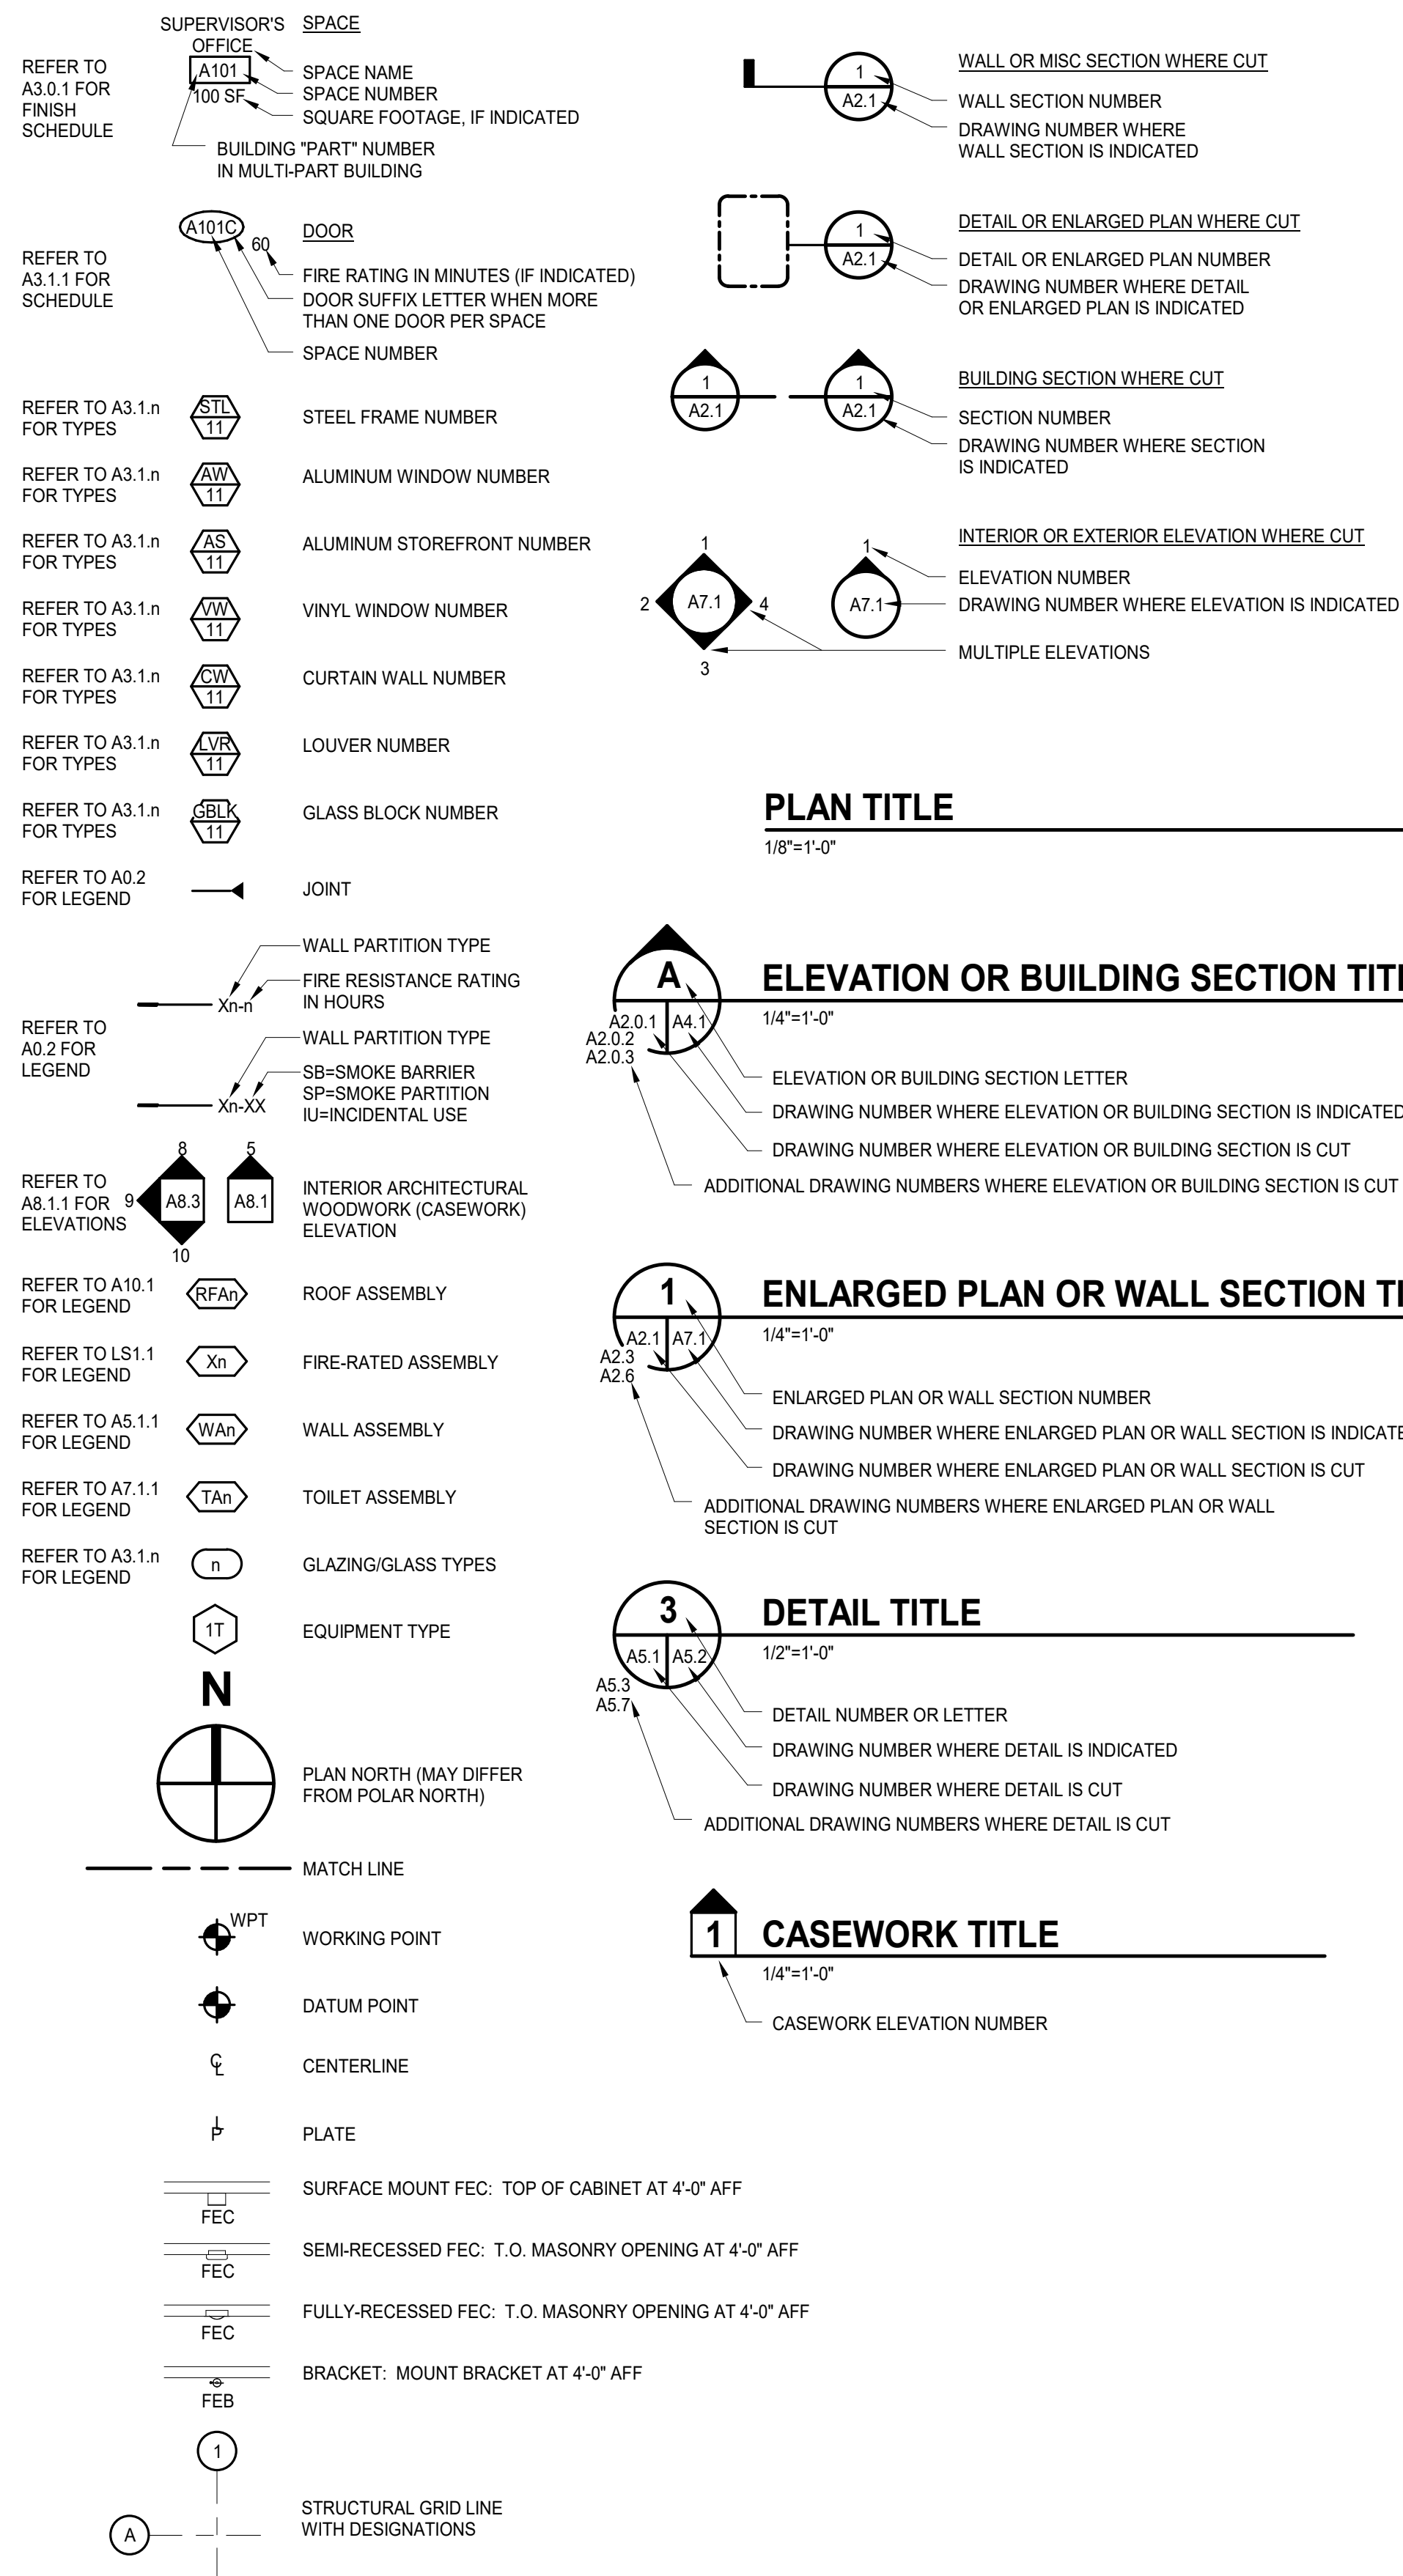 SUPERVISOR'S
OFFICE
SPACE
REFER TO
A3.0.1 FOR
FINISH
SCHEDULE
A101
100 SF
SPACE NAME
SPACE NUMBER
SQUARE FOOTAGE, IF INDICATED
BUILDING "PART" NUMBER
IN MULTI-PART BUILDING
REFER TO
A3.1.1 FOR
SCHEDULE
A101C
60
DOOR
FIRE RATING IN MINUTES (IF INDICATED)
DOOR SUFFIX LETTER WHEN MORE
THAN ONE DOOR PER SPACE
SPACE NUMBER
REFER TO A3.1.n
FOR TYPES
STL
11
STEEL FRAME NUMBER
REFER TO A3.1.n
FOR TYPES
AW
11
ALUMINUM WINDOW NUMBER
REFER TO A3.1.n
FOR TYPES
AS
11
ALUMINUM STOREFRONT NUMBER
REFER TO A3.1.n
FOR TYPES
VW
11
VINYL WINDOW NUMBER
REFER TO A3.1.n
FOR TYPES
CW
11
CURTAIN WALL NUMBER
REFER TO A3.1.n
FOR TYPES
LVR
11
LOUVER NUMBER
REFER TO A3.1.n
FOR TYPES
GBLK
11
GLASS BLOCK NUMBER
REFER TO A0.2
FOR LEGEND
JOINT
REFER TO
A0.2 FOR
LEGEND
WALL PARTITION TYPE
FIRE RESISTANCE RATING
IN HOURS
Xn-n
WALL PARTITION TYPE
SB=SMOKE BARRIER
SP=SMOKE PARTITION
IU=INCIDENTAL USE
Xn-XX
REFER TO
A8.1.1 FOR
ELEVATIONS
8
9
A8.3
10
5
A8.1
INTERIOR ARCHITECTURAL
WOODWORK (CASEWORK)
ELEVATION
REFER TO A10.1
FOR LEGEND
RFAn
ROOF ASSEMBLY
REFER TO LS1.1
FOR LEGEND
Xn
FIRE-RATED ASSEMBLY
REFER TO A5.1.1
FOR LEGEND
WAn
WALL ASSEMBLY
REFER TO A7.1.1
FOR LEGEND
TAn
TOILET ASSEMBLY
REFER TO A3.1.n
FOR LEGEND
n
GLAZING/GLASS TYPES
1T
EQUIPMENT TYPE
N
PLAN NORTH (MAY DIFFER
FROM POLAR NORTH)
MATCH LINE
WPT
WORKING POINT
DATUM POINT
CL
CENTERLINE
PL
PLATE
FEC
SURFACE MOUNT FEC: TOP OF CABINET AT 4'-0" AFF
FEC
SEMI-RECESSED FEC: T.O. MASONRY OPENING AT 4'-0" AFF
FEC
FULLY-RECESSED FEC: T.O. MASONRY OPENING AT 4'-0" AFF
FEB
BRACKET: MOUNT BRACKET AT 4'-0" AFF
1
A
STRUCTURAL GRID LINE
WITH DESIGNATIONS
1
A2.1
WALL OR MISC SECTION WHERE CUT
WALL SECTION NUMBER
DRAWING NUMBER WHERE
WALL SECTION IS INDICATED
1
A2.1
DETAIL OR ENLARGED PLAN WHERE CUT
DETAIL OR ENLARGED PLAN NUMBER
DRAWING NUMBER WHERE DETAIL
OR ENLARGED PLAN IS INDICATED
1
A2.1
1
A2.1
BUILDING SECTION WHERE CUT
SECTION NUMBER
DRAWING NUMBER WHERE SECTION
IS INDICATED
1
2
A7.1
4
3
1
A7.1
INTERIOR OR EXTERIOR ELEVATION WHERE CUT
ELEVATION NUMBER
DRAWING NUMBER WHERE ELEVATION IS INDICATED
MULTIPLE ELEVATIONS
PLAN TITLE
1/8"=1'-0"
A
A2.0.1
A4.1
A2.0.2
A2.0.3
ELEVATION OR BUILDING SECTION
1/4"=1'-0"
ELEVATION OR BUILDING SECTION LETTER
DRAWING NUMBER WHERE ELEVATION OR BUILDING SECTION IS INDICATED
DRAWING NUMBER WHERE ELEVATION OR BUILDING SECTION IS CUT
ADDITIONAL DRAWING NUMBERS WHERE ELEVATION OR BUILDING SECTION IS CUT
1
A2.1
A7.1
A2.3
A2.6
ENLARGED PLAN OR WALL SECTION
1/4"=1'-0"
ENLARGED PLAN OR WALL SECTION NUMBER
DRAWING NUMBER WHERE ENLARGED PLAN OR WALL SECTION IS
DRAWING NUMBER WHERE ENLARGED PLAN OR WALL SECTION IS CUT
ADDITIONAL DRAWING NUMBERS WHERE ENLARGED PLAN OR WALL
SECTION IS CUT
3
A5.1
A5.2
A5.3
A5.7
DETAIL TITLE
1/2"=1'-0"
DETAIL NUMBER OR LETTER
DRAWING NUMBER WHERE DETAIL IS INDICATED
DRAWING NUMBER WHERE DETAIL IS CUT
ADDITIONAL DRAWING NUMBERS WHERE DETAIL IS CUT
1
CASEWORK TITLE
1/4"=1'-0"
CASEWORK ELEVATION NUMBER